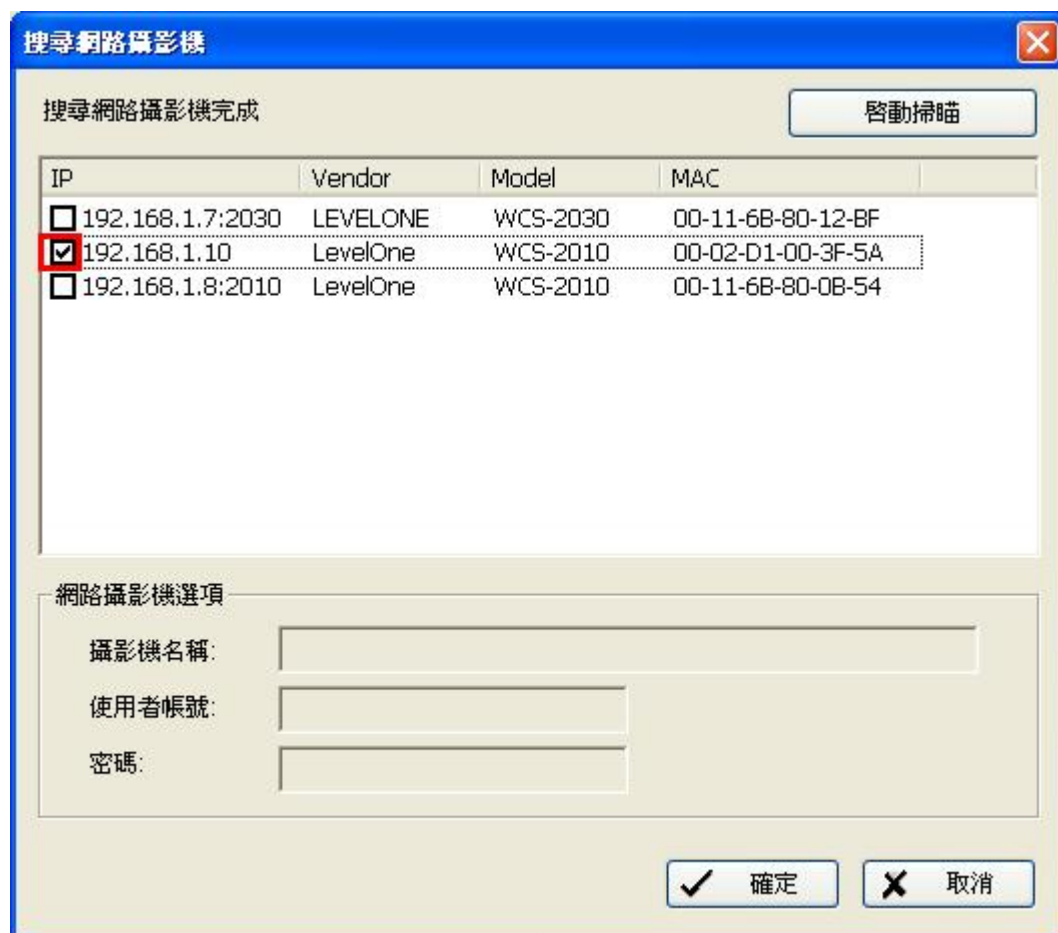 搜尋網路攝影機
搜尋網路攝影機完成 啓動掃瞄
IP Vendor Model MAC
192.168.1.7:2030 LEVELONE WCS-2030 00-11-6B-80-12-BF
192.168.1.10 LevelOne WCS-2010 00-02-D1-00-3F-5A
192.168.1.8:2010 LevelOne WCS-2010 00-11-6B-80-0B-54
網路攝影機選項
攝影機名稱:
使用者帳號:
密碼:
確定 取消